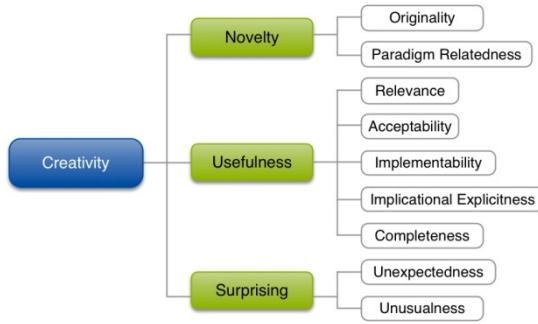 Originality
Novelty
Paradigm Relatedness
Relevance
Acceptability
Creativity
Usefulness
Implementability
Implicational Explicitness
Completeness
Unexpectedness
Surprising
Unusualness